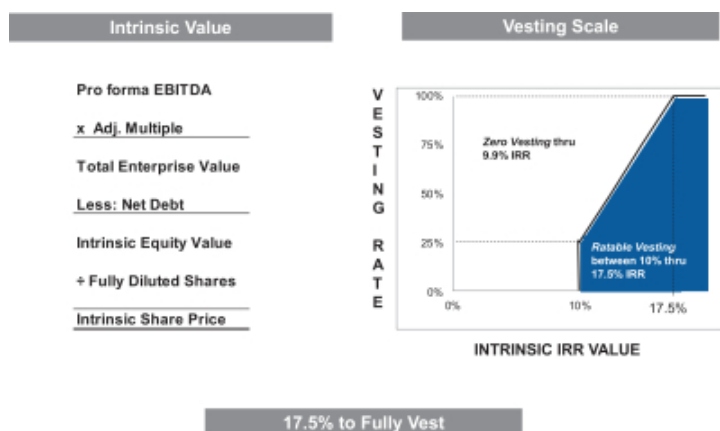 Intrinsic Value
Pro forma EBITDA
x Adj. Multiple
Total Enterprise Value
Less: Net Debt
Intrinsic Equity Value
÷ Fully Diluted Shares
Intrinsic Share Price
Vesting Scale
VESTING RATE
100%
75%
50%
25%
0%
Zero Vesting thru
9.9% IRR
Ratable Vesting
between 10% thru
17.5% IRR
0%
10%
17.5%
INTRINSIC IRR VALUE
17.5% to Fully Vest